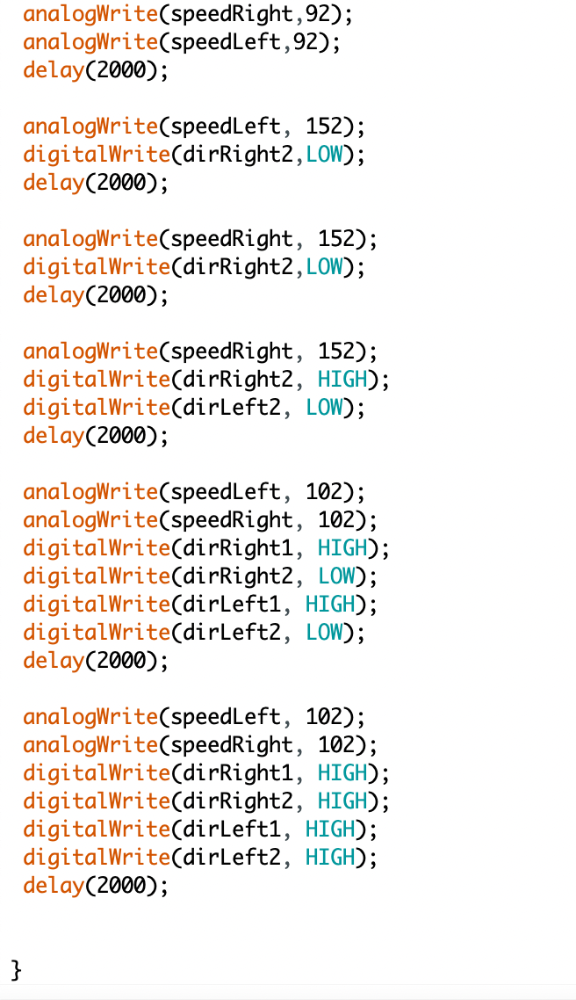 analogWrite(speedRight,92);
analogWrite(speedLeft,92);
delay(2000);
analogWrite(speedLeft, 152);
digitalWrite(dirRight2,LOW);
delay(2000);
analogWrite(speedRight, 152);
digitalWrite(dirRight2,LOW);
delay(2000);
analogWrite(speedRight, 152);
digitalWrite(dirRight2, HIGH);
digitalWrite(dirLeft2, LOW);
delay(2000);
analogWrite(speedLeft, 102);
analogWrite(speedRight, 102);
digitalWrite(dirRight1, HIGH);
digitalWrite(dirRight2, LOW);
digitalWrite(dirLeft1, HIGH);
digitalWrite(dirLeft2, LOW);
delay(2000);
analogWrite(speedLeft, 102);
analogWrite(speedRight, 102);
digitalWrite(dirRight1, HIGH);
digitalWrite(dirRight2, HIGH);
digitalWrite(dirLeft1, HIGH);
digitalWrite(dirLeft2, HIGH);
delay(2000);
}